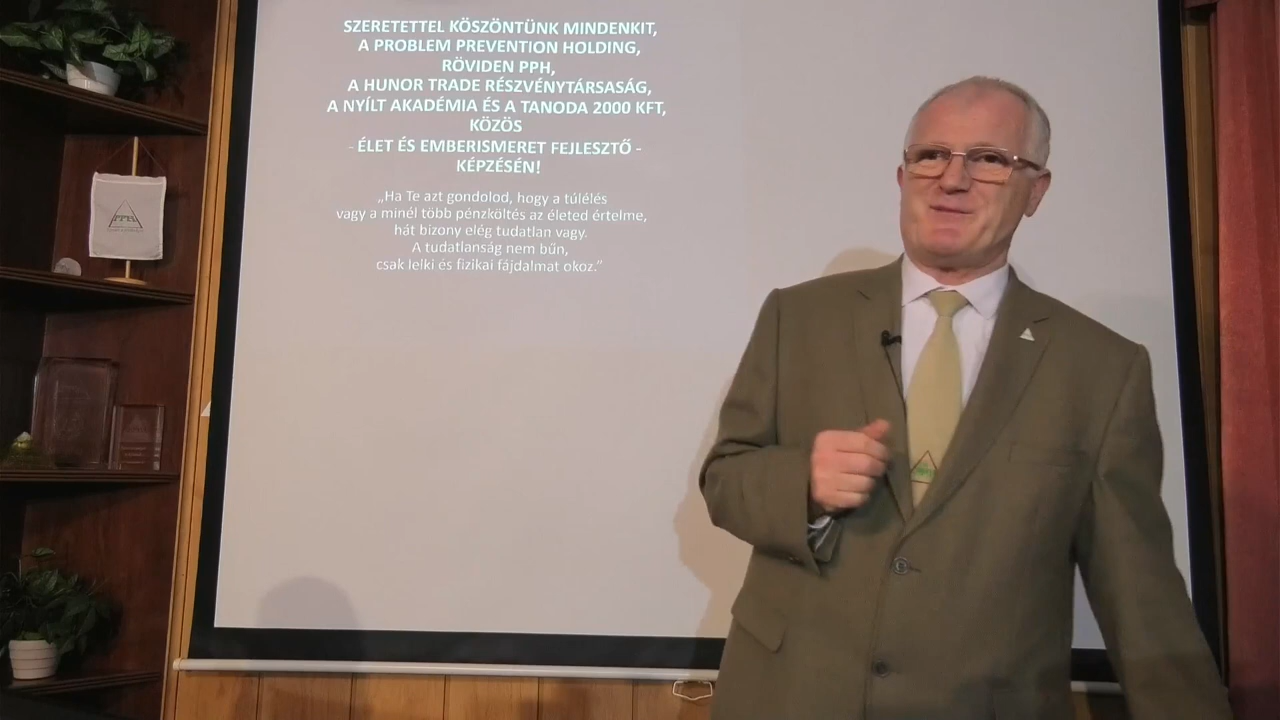 SZERETETTEL KÖSZÖNTÜNK MINDENKIT,
A PROBLEM PREVENTION HOLDING,
RÖVIDEN PPH,
A HUNOR TRADE RÉSZVÉNYTÁRSASÁG,
A NYÍLT AKADÉMIA ÉS A TANODA 2000 KFT,
KÖZÖS
- ÉLET ÉS EMBERISMERET FEJLESZTŐ -
KÉPZÉSÉN!
„Ha Te azt gondolod, hogy a túlélés
vagy a minél több pénzköltés az életed értelme,
hát bizony elég tudatlan vagy.
A tudatlanság nem bűn,
csak lelki és fizikai fájdalmat okoz.”
PPH